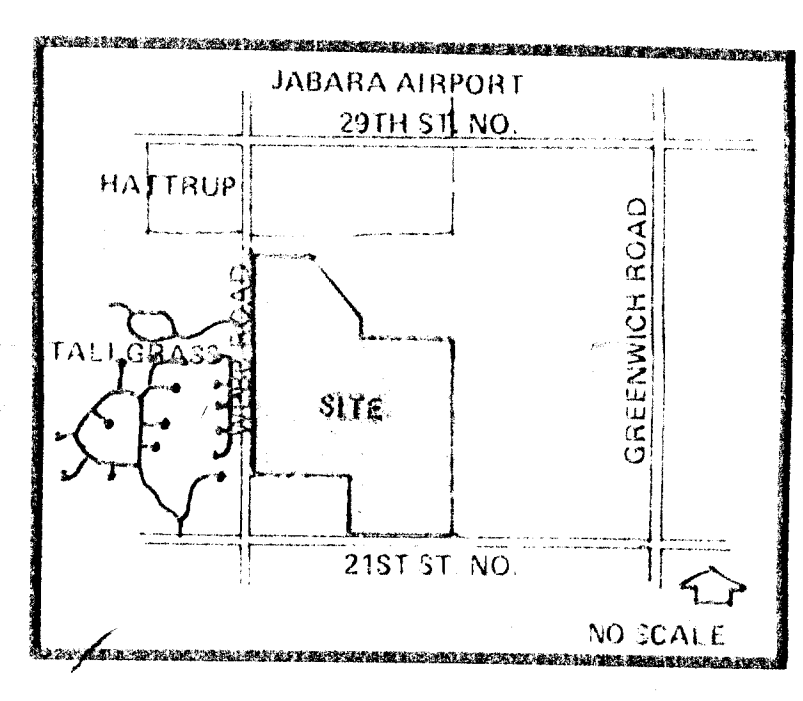 JABARA AIRPORT
29TH ST. NO.
HATTRUP
WEBB ROAD
GREENWICH ROAD
TALLGRASS
SITE
21ST ST. NO.
NO SCALE